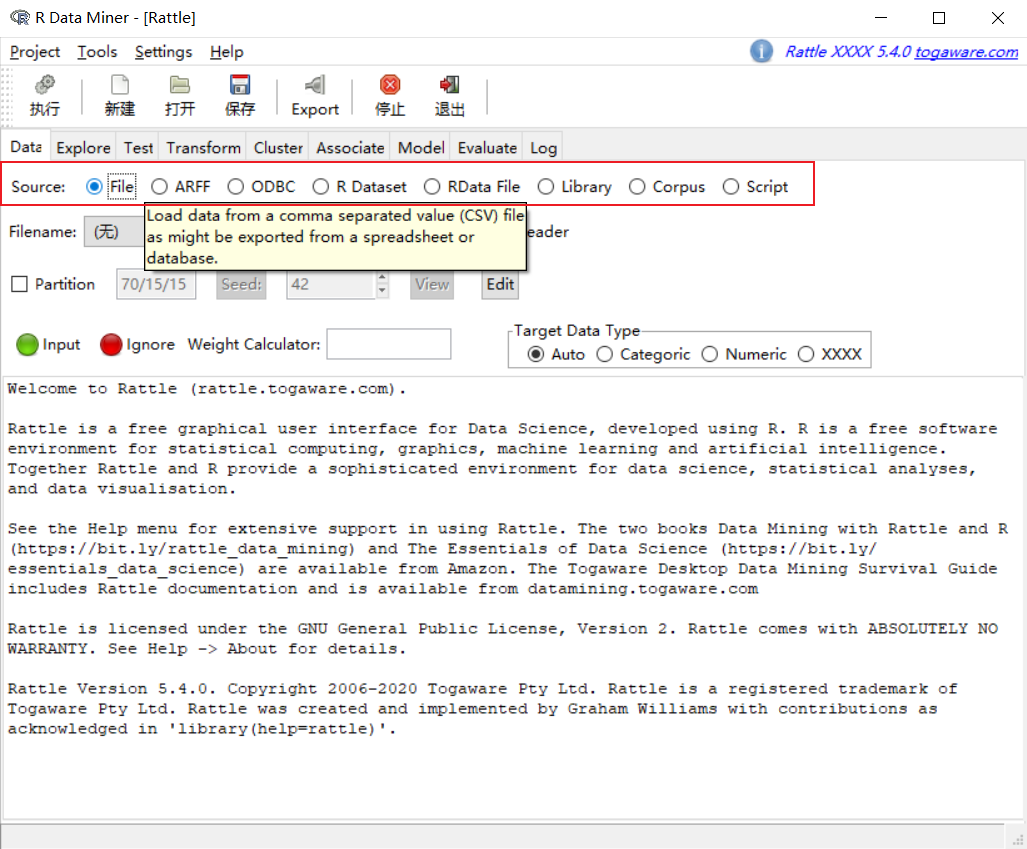 R Data Miner - [Rattle]
Project Tools Settings Help Rattle XXXX 5.4.0 togaware.com
执行 新建 打开 保存 Export 停止 退出
Data Explore Test Transform Cluster Associate Model Evaluate Log
Source: File ARFF ODBC R Dataset RData File Library Corpus Script
Load data from a comma separated value (CSV) file
as might be exported from a spreadsheet or
database.
Filename: (无) eader
Partition 70/15/15 Seed: 42 View Edit
Input Ignore Weight Calculator:
Target Data Type
Auto Categoric Numeric XXXX
Welcome to Rattle (rattle.togaware.com).
Rattle is a free graphical user interface for Data Science, developed using R. R is a free software
environment for statistical computing, graphics, machine learning and artificial intelligence.
Together Rattle and R provide a sophisticated environment for data science, statistical analyses,
and data visualisation.
See the Help menu for extensive support in using Rattle. The two books Data Mining with Rattle and R
(https://bit.ly/rattle_data_mining) and The Essentials of Data Science (https://bit.ly/
essentials_data_science) are available from Amazon. The Togaware Desktop Data Mining Survival Guide
includes Rattle documentation and is available from datamining.togaware.com
Rattle is licensed under the GNU General Public License, Version 2. Rattle comes with ABSOLUTELY NO
WARRANTY. See Help -> About for details.
Rattle Version 5.4.0. Copyright 2006-2020 Togaware Pty Ltd. Rattle is a registered trademark of
Togaware Pty Ltd. Rattle was created and implemented by Graham Williams with contributions as
acknowledged in 'library(help=rattle)'.